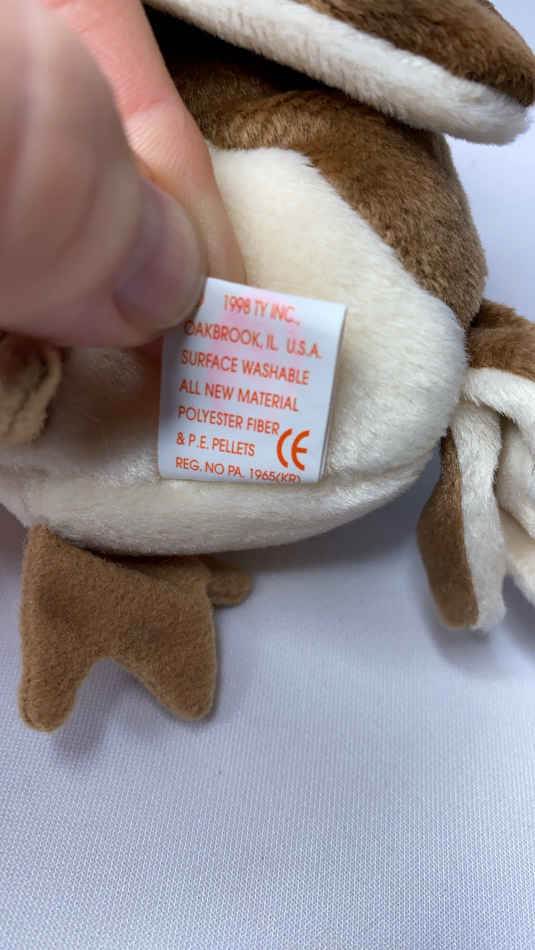 1998 TY INC.,
OAKBROOK, IL. U.S.A.
SURFACE WASHABLE
ALL NEW MATERIAL
POLYESTER FIBER
& P.E. PELLETS CE
REG. NO PA. 1965(KR)